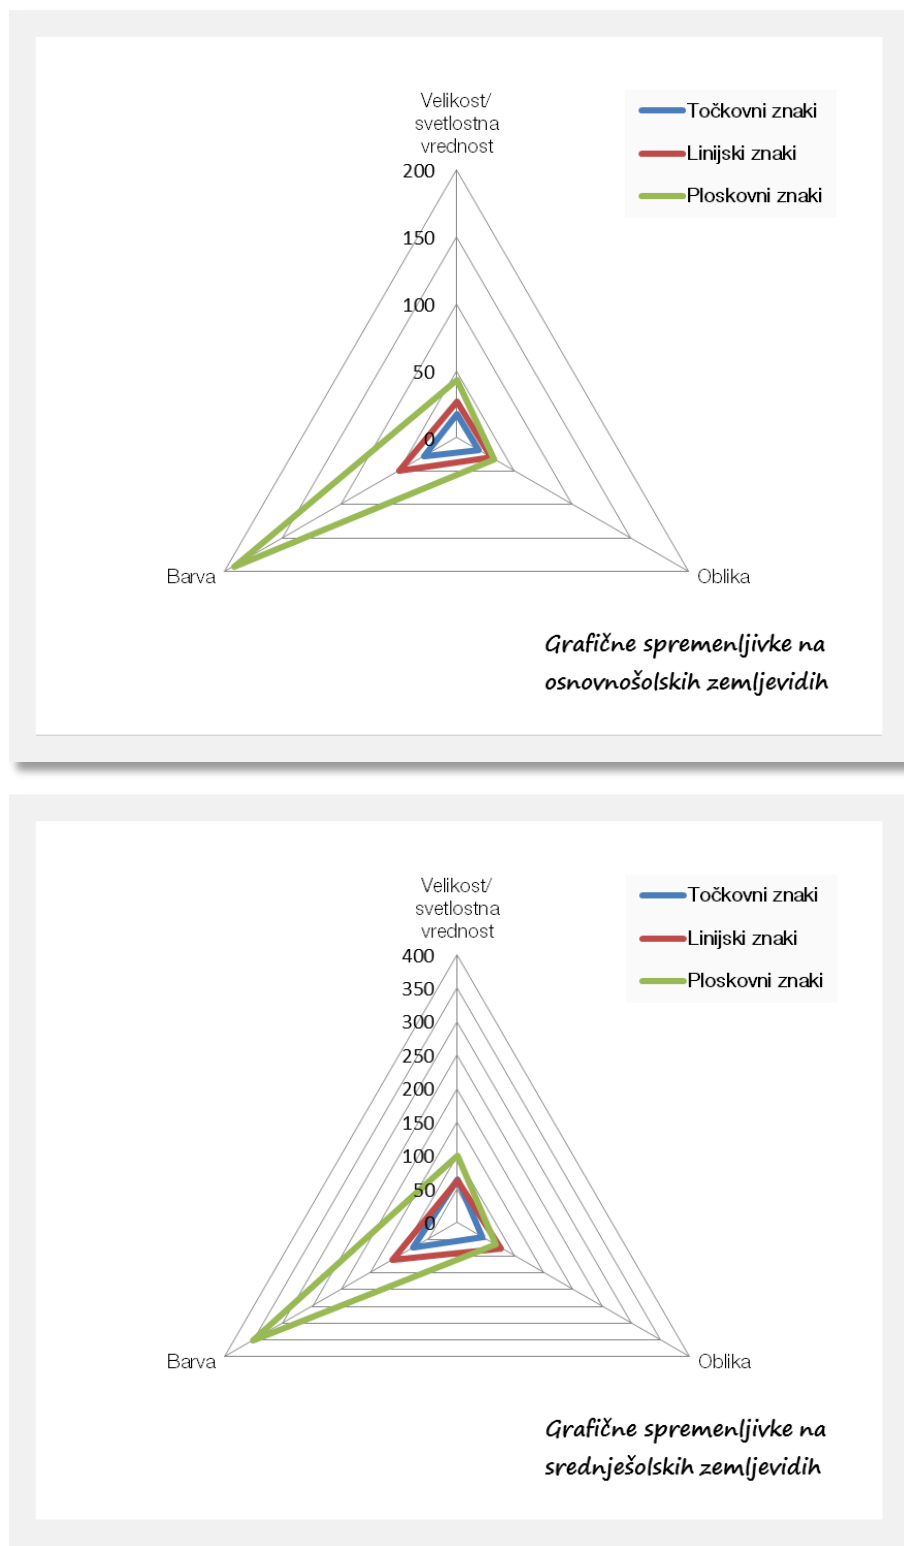 Velikost/
svetlostna
vrednost
Točkovni znaki
Linijski znaki
Ploskovni znaki
200
150
100
50
0
Barva
Oblika
Grafične spremenljivke na
osnovnošolskih zemljevidih
Velikost/
svetlostna
vrednost
Točkovni znaki
Linijski znaki
Ploskovni znaki
400
350
300
250
200
150
100
50
0
Barva
Oblika
Grafične spremenljivke na
srednješolskih zemljevidih